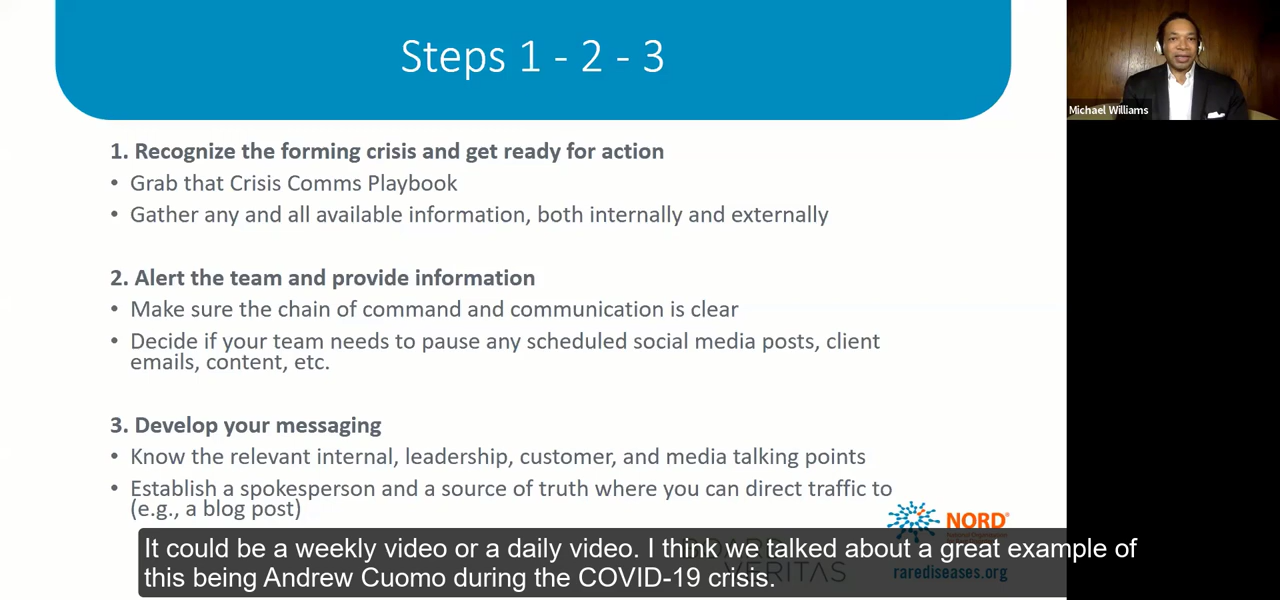 Steps 1 - 2 - 3
Michael Williams
1. Recognize the forming crisis and get ready for action
• Grab that Crisis Comms Playbook
• Gather any and all available information, both internally and externally
2. Alert the team and provide information
• Make sure the chain of command and communication is clear
• Decide if your team needs to pause any scheduled social media posts, client
emails, content, etc.
3. Develop your messaging
• Know the relevant internal, leadership, customer, and media talking points
• Establish a spokesperson and a source of truth where you can direct traffic to
(e.g., a blog post)
NORD®
It could be a weekly video or a daily video. I think we talked about a great example of
this being Andrew Cuomo during the COVID-19 crisis.
VERITAS
rarediseases.org